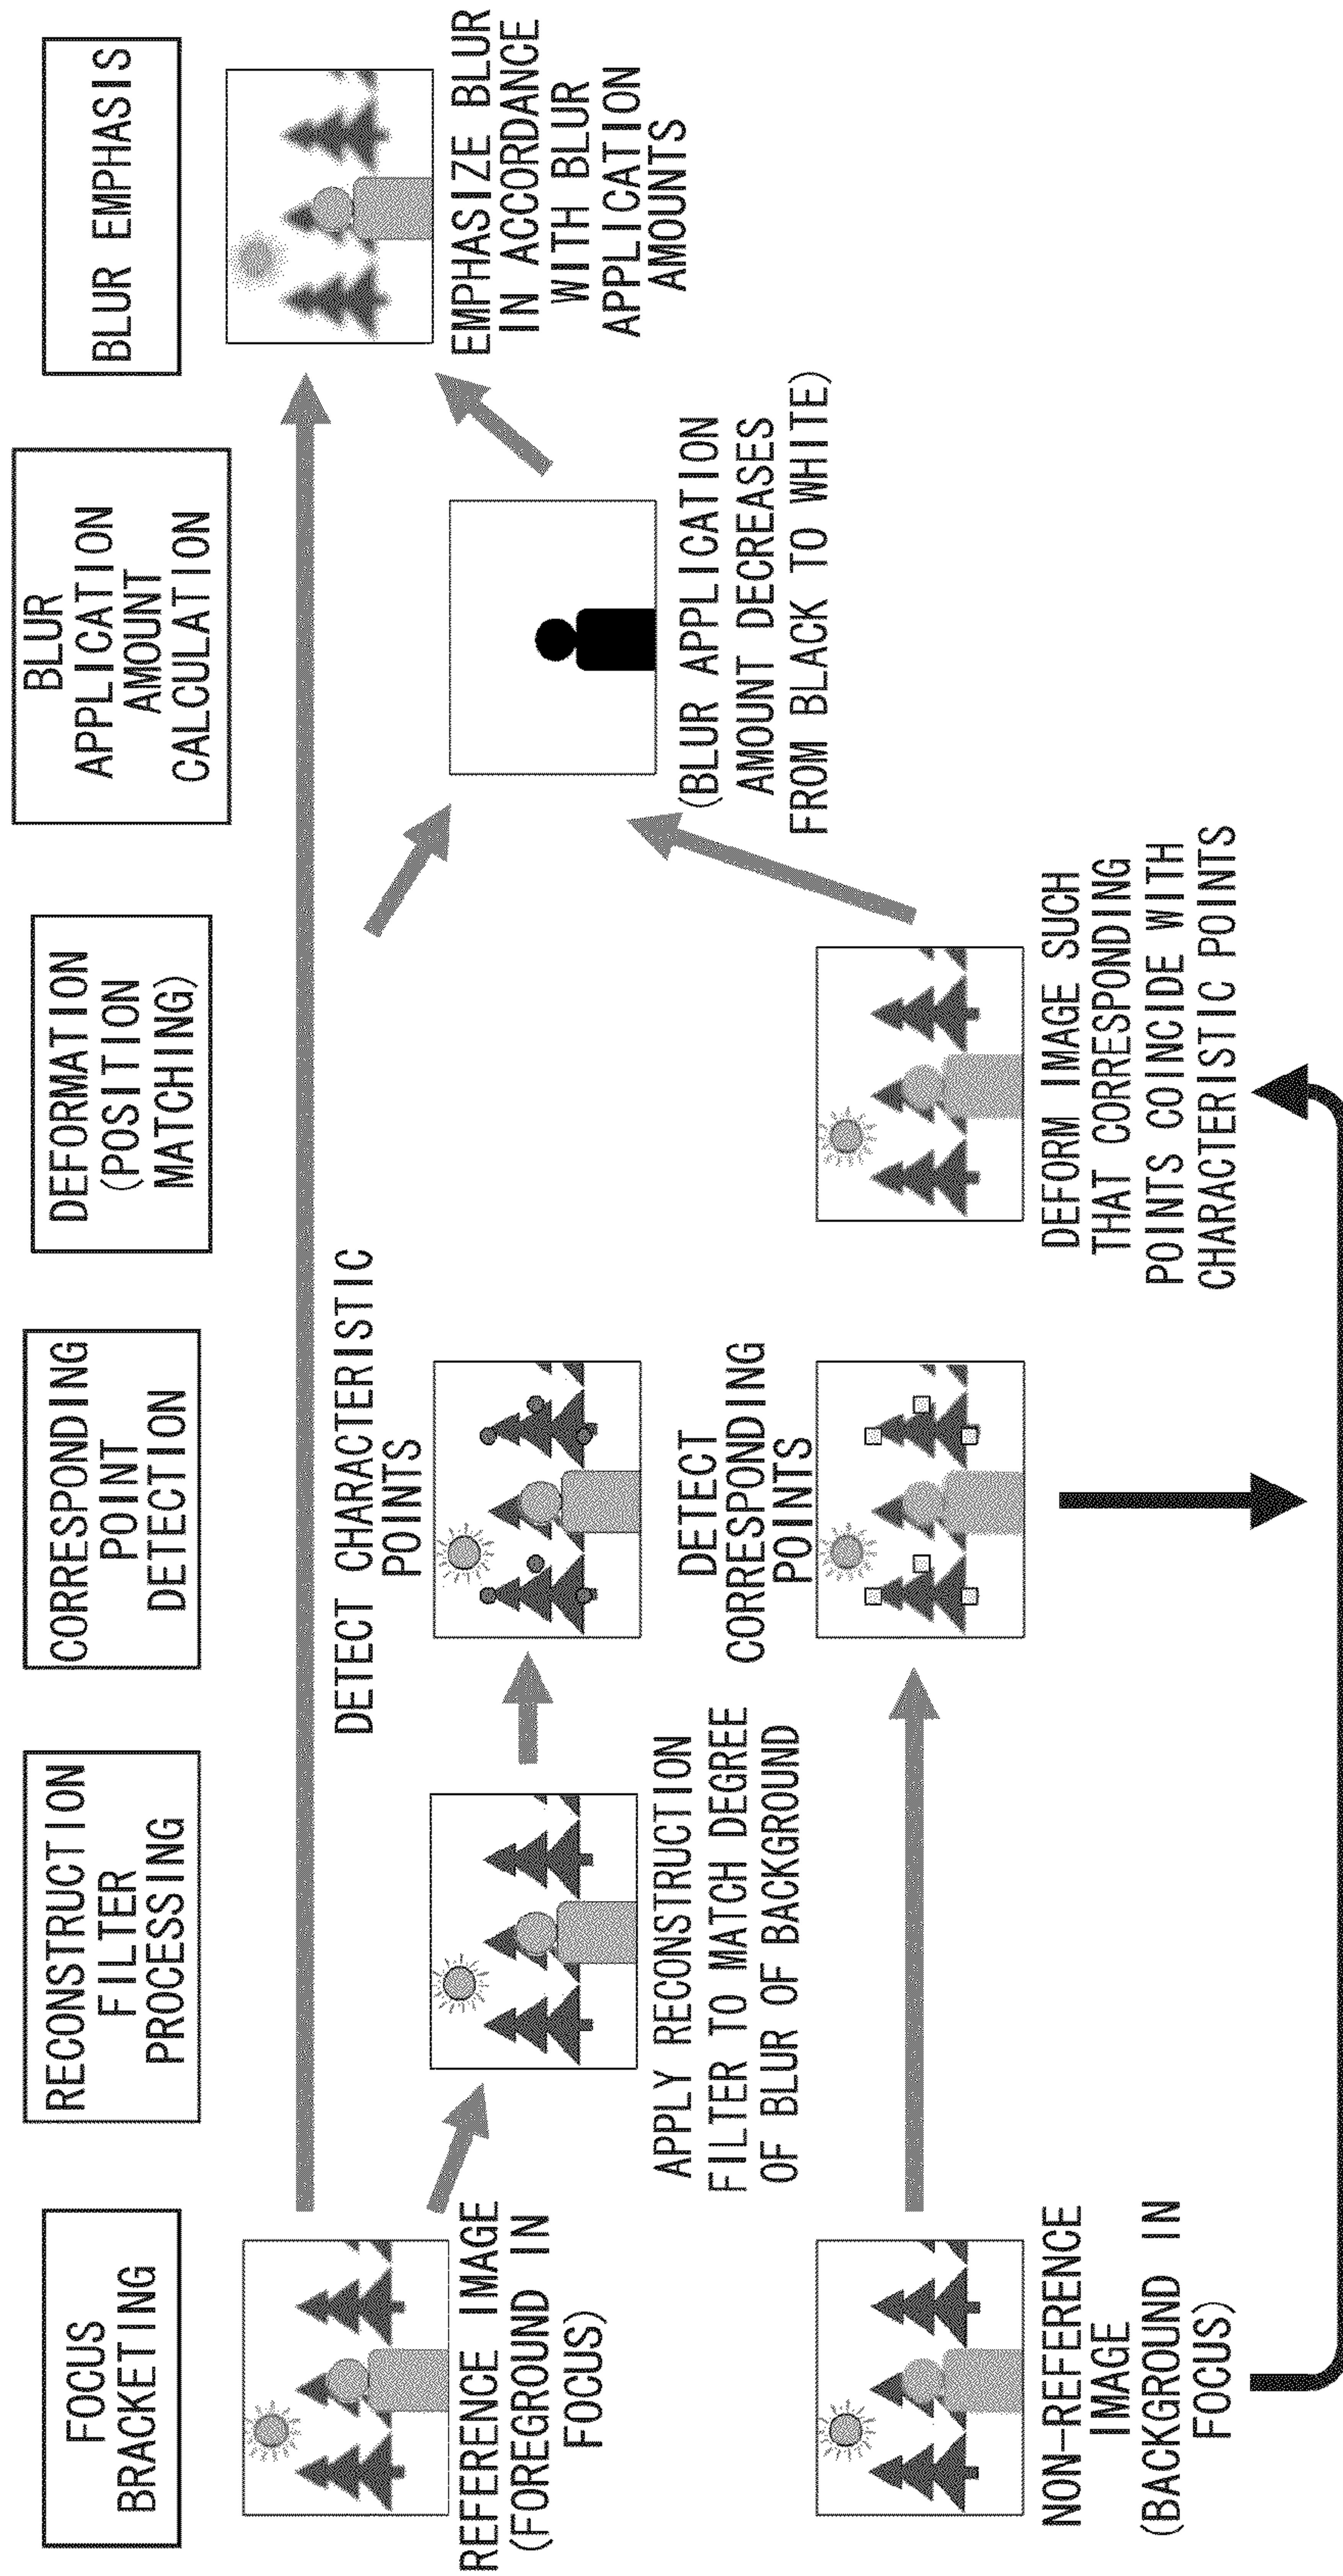 FOCUS
BRACKETING
RECONSTRUCTION
FILTER
PROCESSING
CORRESPONDING
POINT
DETECTION
DEFORMATION
(POSITION
MATCHING)
BLUR
APPLICATION
AMOUNT
CALCULATION
BLUR EMPHASIS
REFERENCE IMAGE
(FOREGROUND IN
FOCUS)
APPLY RECONSTRUCTION
FILTER TO MATCH DEGREE
OF BLUR OF BACKGROUND
DETECT CHARACTERISTIC
POINTS
DETECT
CORRESPONDING
POINTS
NON-REFERENCE
IMAGE
(BACKGROUND IN
FOCUS)
DEFORM IMAGE SUCH
THAT CORRESPONDING
POINTS COINCIDE WITH
CHARACTERISTIC POINTS
(BLUR APPLICATION
AMOUNT DECREASES
FROM BLACK TO WHITE)
EMPHASIZE BLUR
IN ACCORDANCE
WITH BLUR
APPLICATION
AMOUNTS